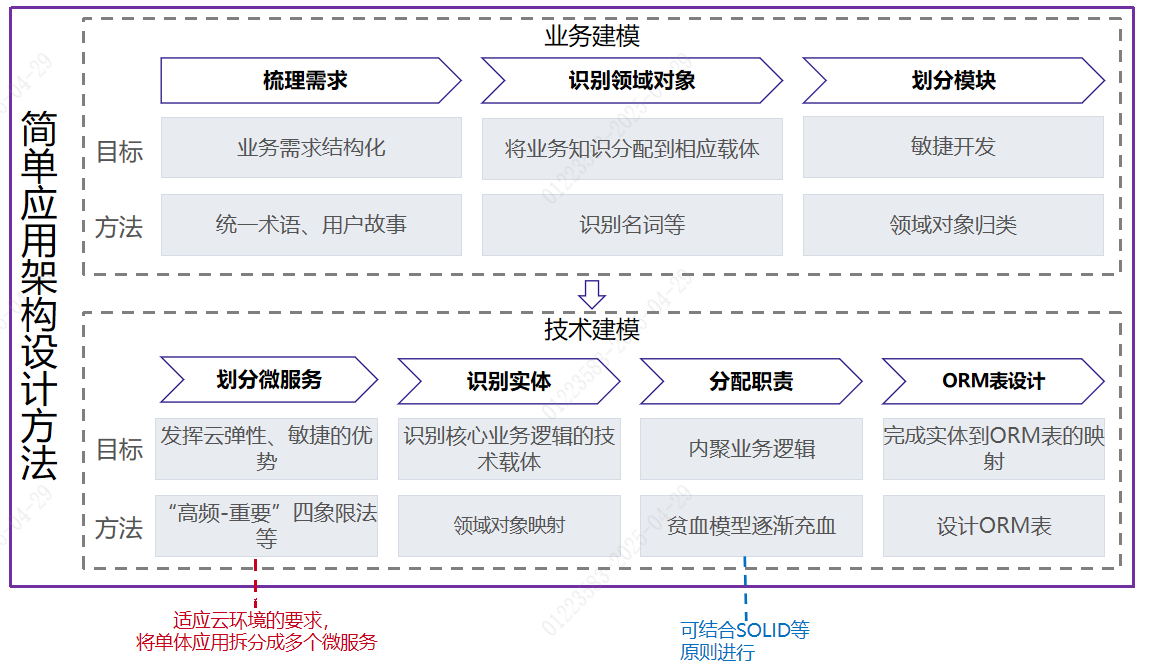 简单应用架构设计方法
业务建模
梳理需求
识别领域对象
划分模块
目标
业务需求结构化
将业务知识分配到相应载体
敏捷开发
方法
统一术语、用户故事
识别名词等
领域对象归类
技术建模
划分微服务
识别实体
分配职责
ORM表设计
目标
发挥云弹性、敏捷的优
势
识别核心业务逻辑的技
术载体
内聚业务逻辑
完成实体到ORM表的映
射
方法
“高频-重要”四象限法
等
领域对象映射
贫血模型逐渐充血
设计ORM表
适应云环境的要求，
将单体应用拆分成多个微服务
可结合SOLID等
原则进行